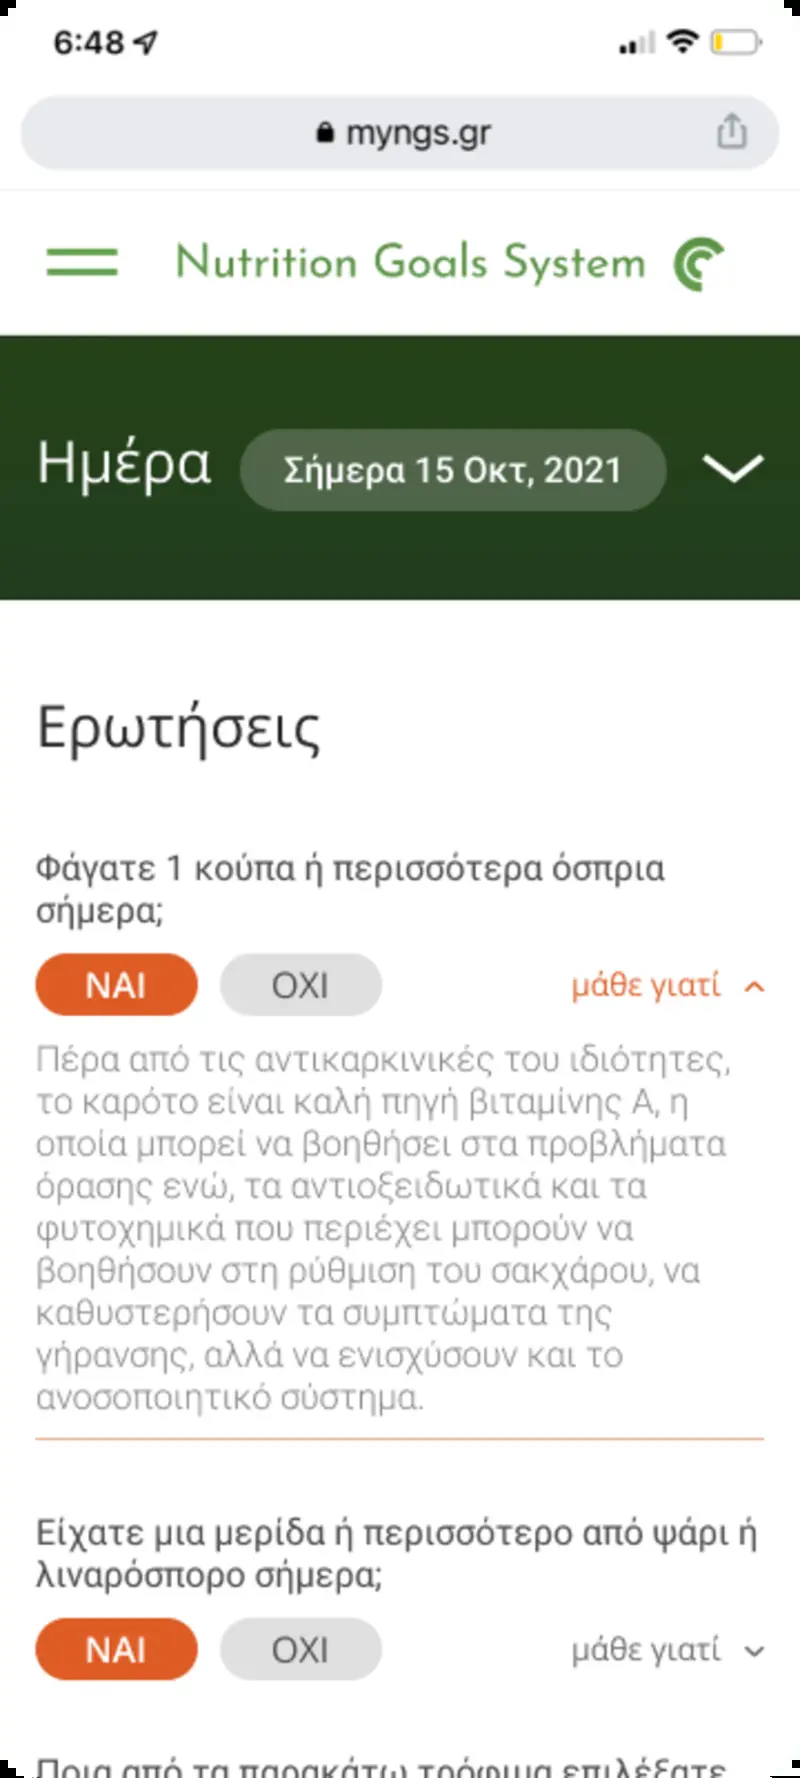 6:48
myngs.gr
Nutrition Goals System
Ημέρα
Σήμερα 15 Οκτ, 2021
Ερωτήσεις
Φάγατε 1 κούπα ή περισσότερα όσπρια
σήμερα;
ΝΑΙ
ΟΧΙ
μάθε γιατί
Πέρα από τις αντικαρκινικές του ιδιότητες,
το καρότο είναι καλή πηγή βιταμίνης Α, η
οποία μπορεί να βοηθήσει στα προβλήματα
όρασης ενώ, τα αντιοξειδωτικά και τα
φυτοχημικά που περιέχει μπορούν να
βοηθήσουν στη ρύθμιση του σακχάρου, να
καθυστερήσουν τα συμπτώματα της
γήρανσης, αλλά να ενισχύσουν και το
ανοσοποιητικό σύστημα.
Είχατε μια μερίδα ή περισσότερο από ψάρι ή
λιναρόσπορο σήμερα;
ΝΑΙ
ΟΧΙ
μάθε γιατί
Ποια από τα παρακάτω τρόφιμα επιλέξατε